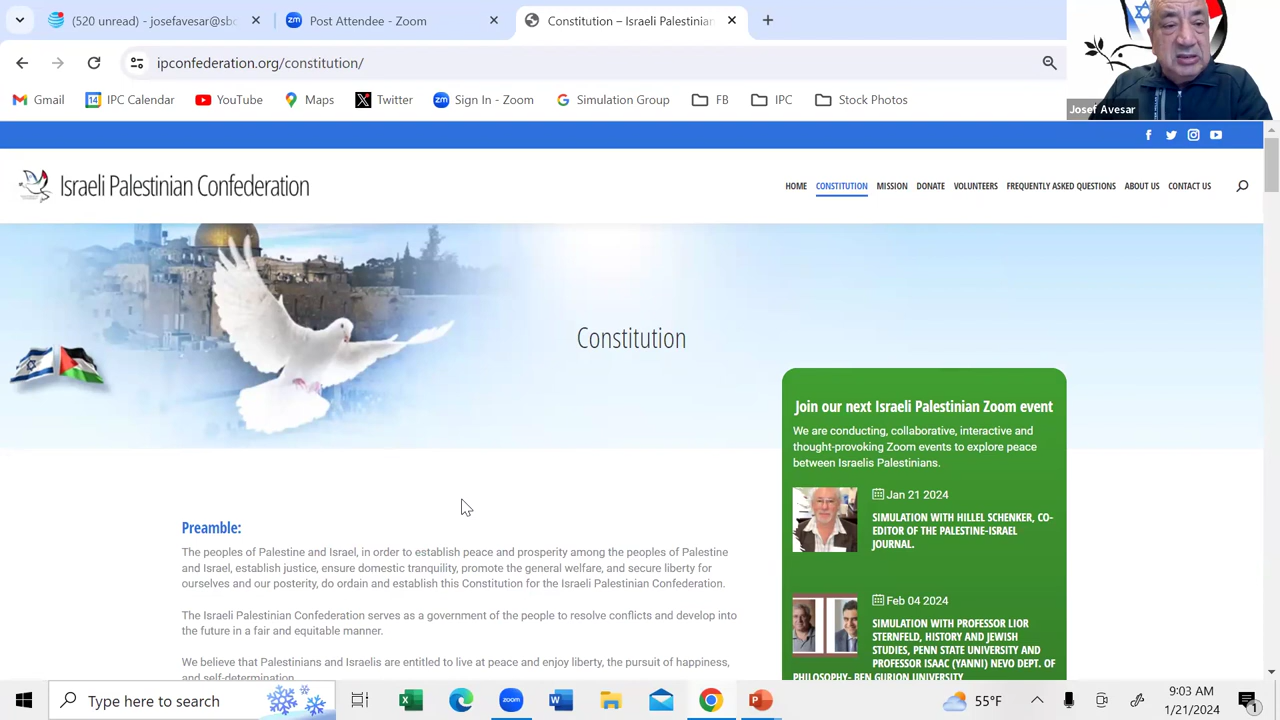 (520 unread) - josefavesar@sbc
Post Attendee - Zoom
Constitution – Israeli Palestinian
ipconfederation.org/constitution/
Gmail
IPC Calendar
YouTube
Maps
Twitter
Sign In - Zoom
Simulation Group
FB
IPC
Stock Photos
Josef Avesar
Israeli Palestinian Confederation
HOME CONSTITUTION MISSION DONATE VOLUNTEERS FREQUENTLY ASKED QUESTIONS ABOUT US CONTACT US
Constitution
Join our next Israeli Palestinian Zoom event
We are conducting, collaborative, interactive and
thought-provoking Zoom events to explore peace
between Israelis Palestinians.
Jan 21 2024
SIMULATION WITH HILLEL SCHENKER, CO-
EDITOR OF THE PALESTINE-ISRAEL
JOURNAL.
Feb 04 2024
SIMULATION WITH PROFESSOR LIOR
STERNFELD, HISTORY AND JEWISH
STUDIES, PENN STATE UNIVERSITY AND
PROFESSOR ISAAC (YANNI) NEVO DEPT. OF
PHILOSOPHY- BEN GURION UNIVERSITY
Preamble:
The peoples of Palestine and Israel, in order to establish peace and prosperity among the peoples of Palestine
and Israel, establish justice, ensure domestic tranquility, promote the general welfare, and secure liberty for
ourselves and our posterity, do ordain and establish this Constitution for the Israeli Palestinian Confederation.
The Israeli Palestinian Confederation serves as a government of the people to resolve conflicts and develop into
the future in a fair and equitable manner.
We believe that Palestinians and Israelis are entitled to live at peace and enjoy liberty, the pursuit of happiness,
and self-determination.
Type here to search
55°F
9:03 AM
1/21/2024